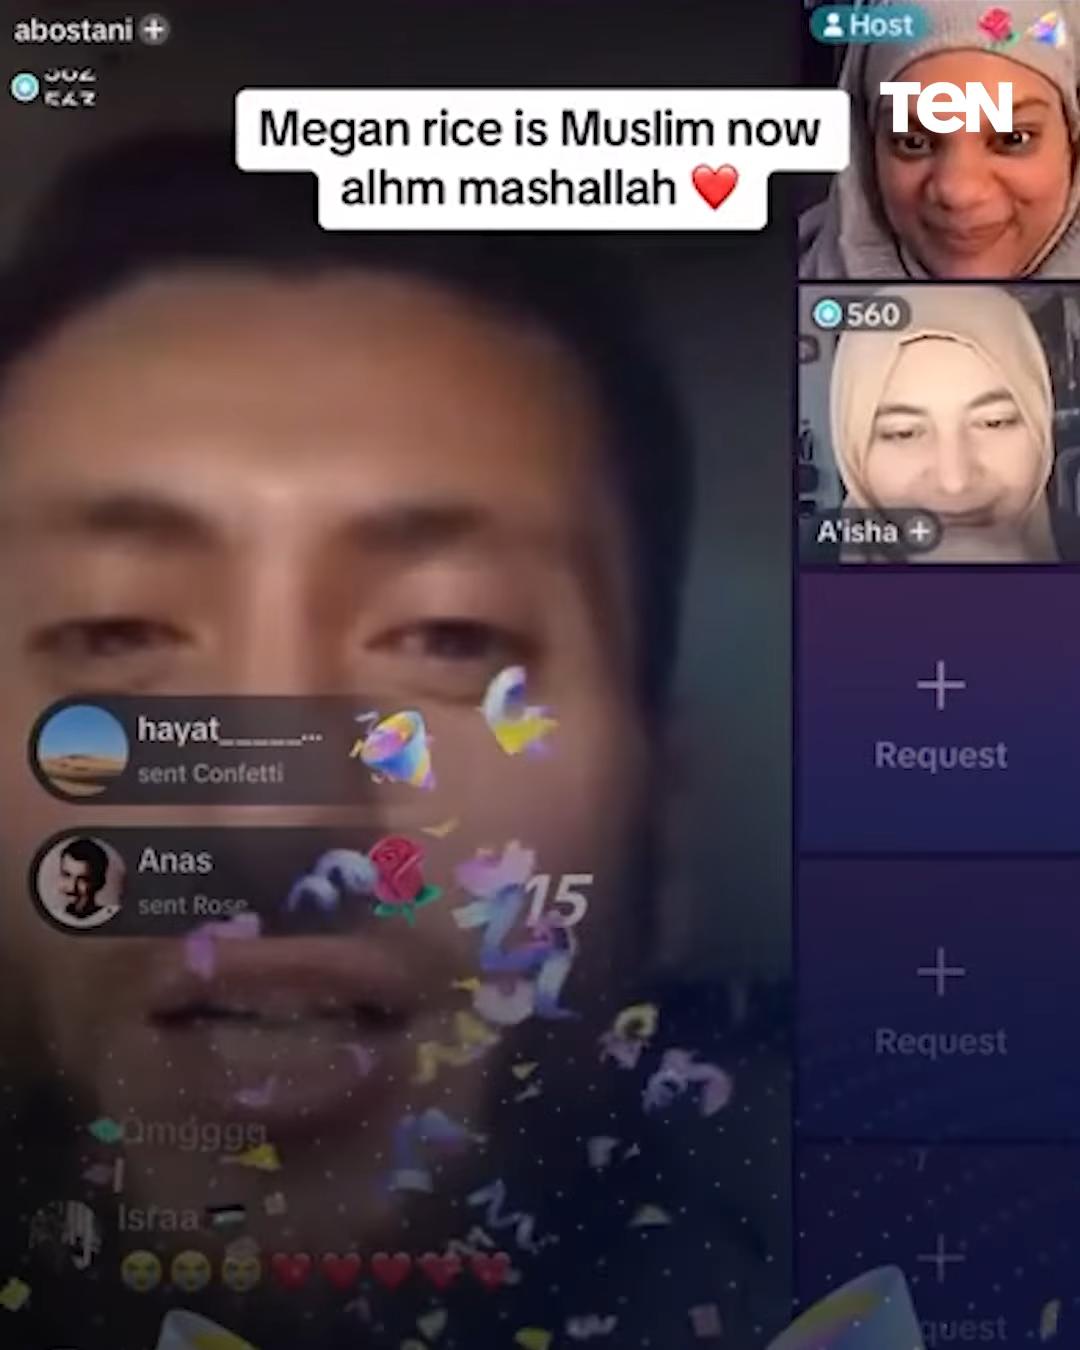 abostani +
Host
TEN
Megan rice is Muslim now
alhm mashallah ❤️
560
A'isha +
Request
hayat_____...
sent Confetti
Anas
sent Rose
15
Request
Omgggg
Isfaa
quest